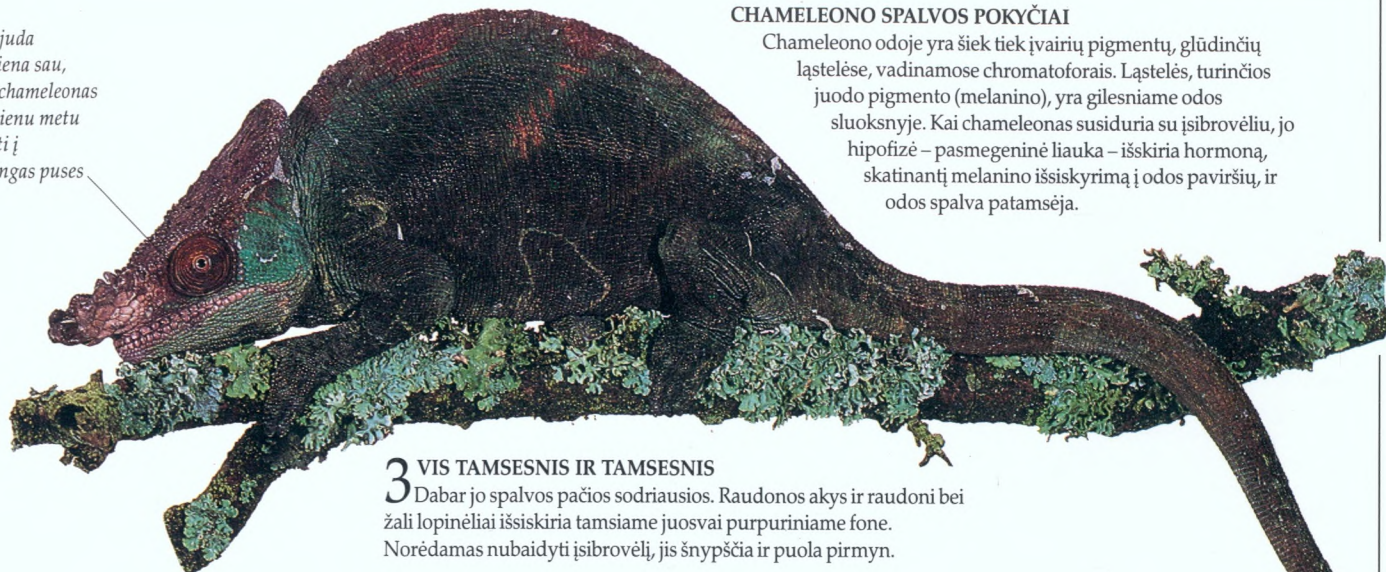 juda
iena sau,
chameleonas
ienu metu
ti į
ngas puses
CHAMELEONO SPALVOS POKYČIAI
Chameleono odoje yra šiek tiek įvairių pigmentų, glūdinčių
ląstelėse, vadinamose chromatoforais. Ląstelės, turinčios
juodo pigmento (melanino), yra gilesniame odos
sluoksnyje. Kai chameleonas susiduria su įsibrovėliu, jo
hipofizė – pasmegeninė liauka – išskiria hormoną,
skatinantį melanino išsiskyrimą į odos paviršių, ir
odos spalva patamsėja.
3 VIS TAMSESNIS IR TAMSESNIS
Dabar jo spalvos pačios sodriausios. Raudonos akys ir raudoni bei
žali lopinėliai išsiskiria tamsiame juosvai purpuriniame fone.
Norėdamas nubaidyti įsibrovėlį, jis šnypščia ir puola pirmyn.